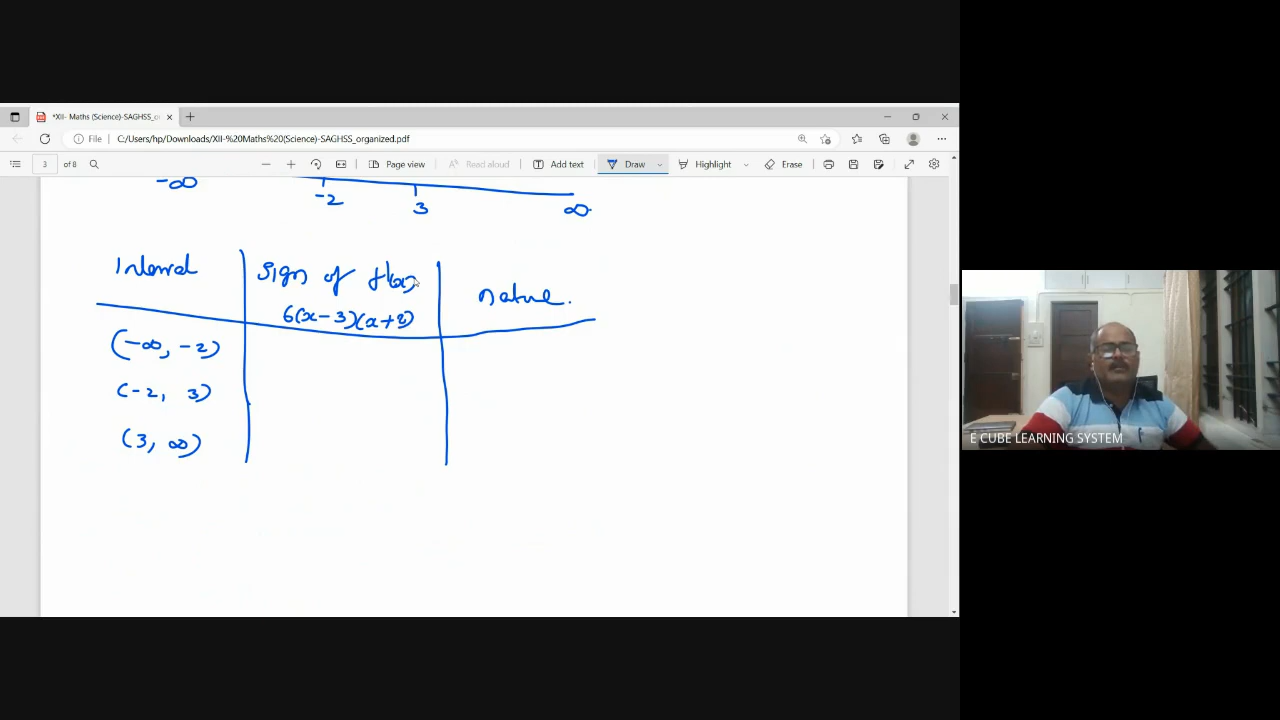 *XII- Maths (Science)-SAGHSS_o
File C:/Users/hp/Downloads/XII-%20Maths%20(Science)-SAGHSS_organized.pdf
3 of 8 Page view Read aloud Add text Draw Highlight Erase
-∞ -2 3 ∞
Interval Sign of f'(x) nature.
6(x-3)(x+2)
(-∞, -2)
(-2, 3)
(3, ∞)
E CUBE LEARNING SYSTEM